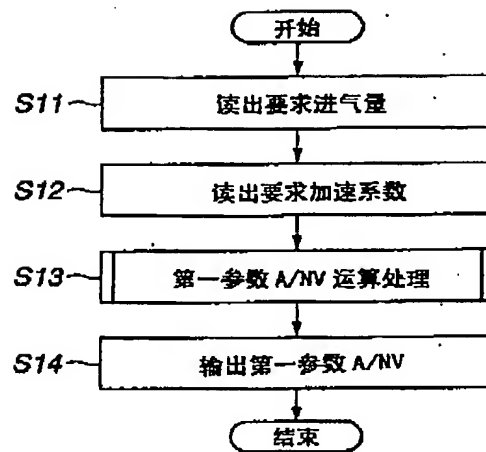 开始
S11 读出要求进气量
S12 读出要求加速系数
S13 第一参数 A/NV 运算处理
S14 输出第一参数 A/NV
结束